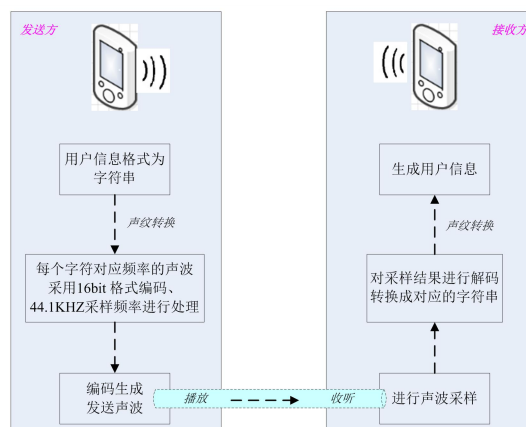 发送方
用户信息格式为
字符串
声纹转换
每个字符对应频率的声波
采用16bit 格式编码、
44.1KHZ采样频率进行处理
编码生成
发送声波
播放
收听
接收方
生成用户信息
声纹转换
对采样结果进行解码
转换成对应的字符串
进行声波采样